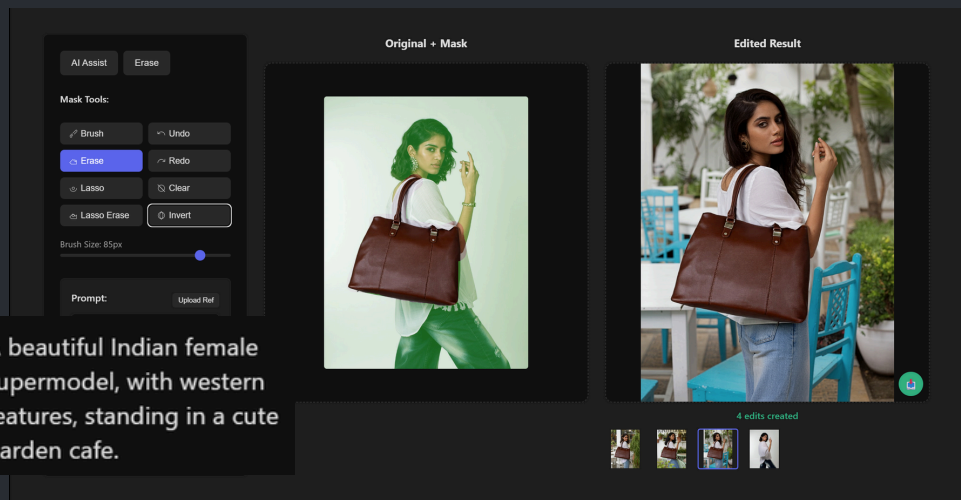 AI Assist
Erase
Original + Mask
Edited Result
Mask Tools:
Brush
Undo
Erase
Redo
Lasso
Clear
Lasso Erase
Invert
Brush Size: 85px
Prompt:
Upload Ref
beautiful Indian female
upermodel, with western
eatures, standing in a cute
arden cafe.
4 edits created